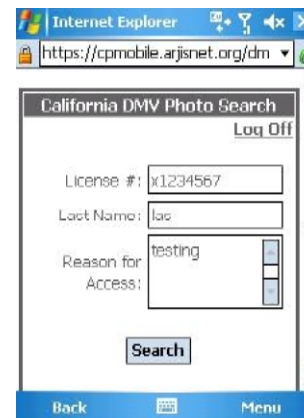 Internet Explorer
https://cpmobile.arjisnet.org/dm
California DMV Photo Search
Log Off
License #: x1234567
Last Name: lac
Reason for Access: testing
Search
Back Menu